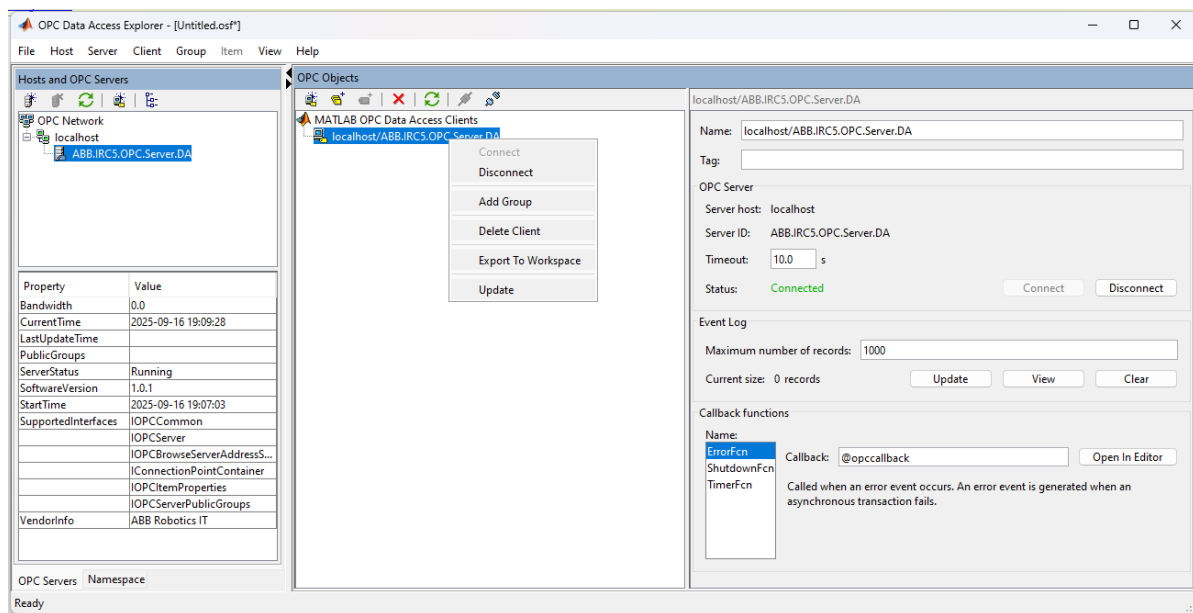 OPC Data Access Explorer - [Untitled.osf*]
File Host Server Client Group Item View Help
Hosts and OPC Servers
OPC Network
localhost
ABB.IRC5.OPC.Server.DA
Property Value
Bandwidth 0.0
CurrentTime 2025-09-16 19:09:28
LastUpdateTime
PublicGroups
ServerStatus Running
SoftwareVersion 1.0.1
StartTime 2025-09-16 19:07:03
SupportedInterfaces IOPCCommon
IOPCServer
IOPCBrowseServerAddressS...
IConnectionPointContainer
IOPCItemProperties
IOPCServerPublicGroups
VendorInfo ABB Robotics IT
OPC Servers Namespace
OPC Objects
MATLAB OPC Data Access Clients
localhost/ABB.IRC5.OPC.Server.DA
Connect
Disconnect
Add Group
Delete Client
Export To Workspace
Update
localhost/ABB.IRC5.OPC.Server.DA
Name: localhost/ABB.IRC5.OPC.Server.DA
Tag:
OPC Server
Server host: localhost
Server ID: ABB.IRC5.OPC.Server.DA
Timeout: 10.0 s
Status: Connected Connect Disconnect
Event Log
Maximum number of records: 1000
Current size: 0 records Update View Clear
Callback functions
Name:
ErrorFcn
ShutdownFcn
TimerFcn
Callback: @opccallback Open In Editor
Called when an error event occurs. An error event is generated when an
asynchronous transaction fails.
Ready